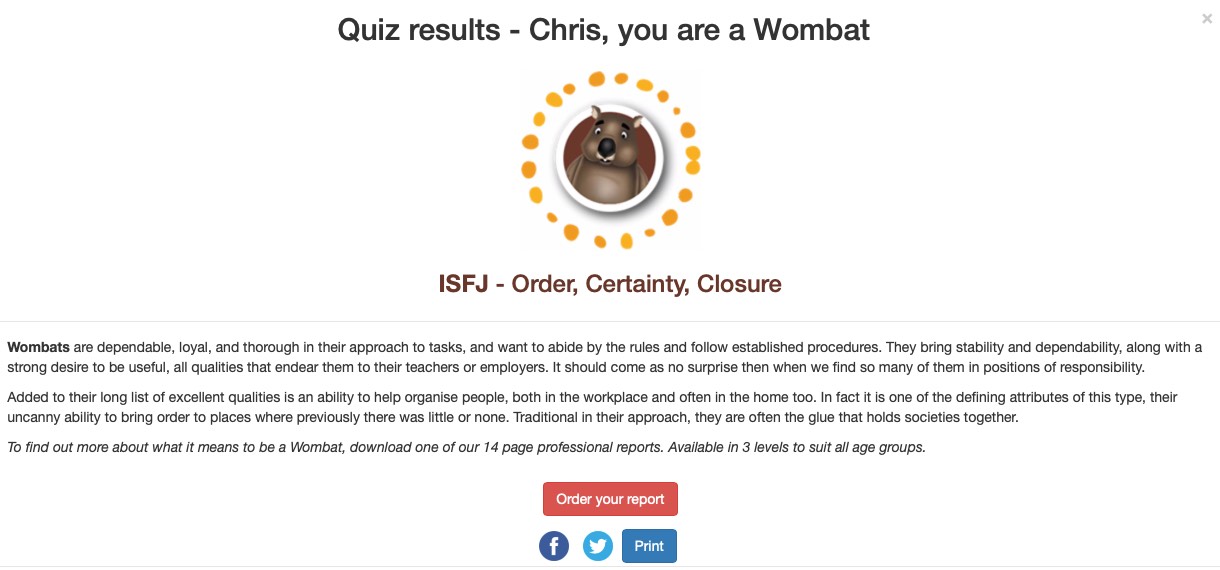 ×
Quiz results - Chris, you are a Wombat
ISFJ - Order, Certainty, Closure
Wombats are dependable, loyal, and thorough in their approach to tasks, and want to abide by the rules and follow established procedures. They bring stability and dependability, along with a
strong desire to be useful, all qualities that endear them to their teachers or employers. It should come as no surprise then when we find so many of them in positions of responsibility.
Added to their long list of excellent qualities is an ability to help organise people, both in the workplace and often in the home too. In fact it is one of the defining attributes of this type, their
uncanny ability to bring order to places where previously there was little or none. Traditional in their approach, they are often the glue that holds societies together.
To find out more about what it means to be a Wombat, download one of our 14 page professional reports. Available in 3 levels to suit all age groups.
Order your report
Print